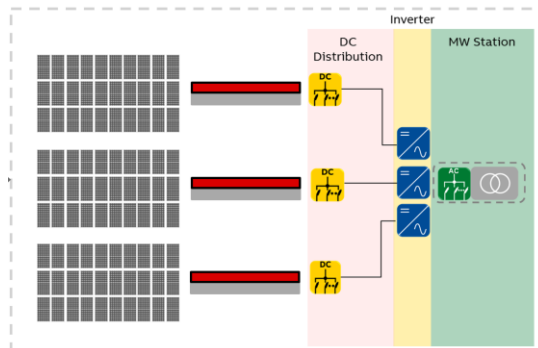 Inverter
DC
Distribution
MW Station
DC
DC
AC
DC